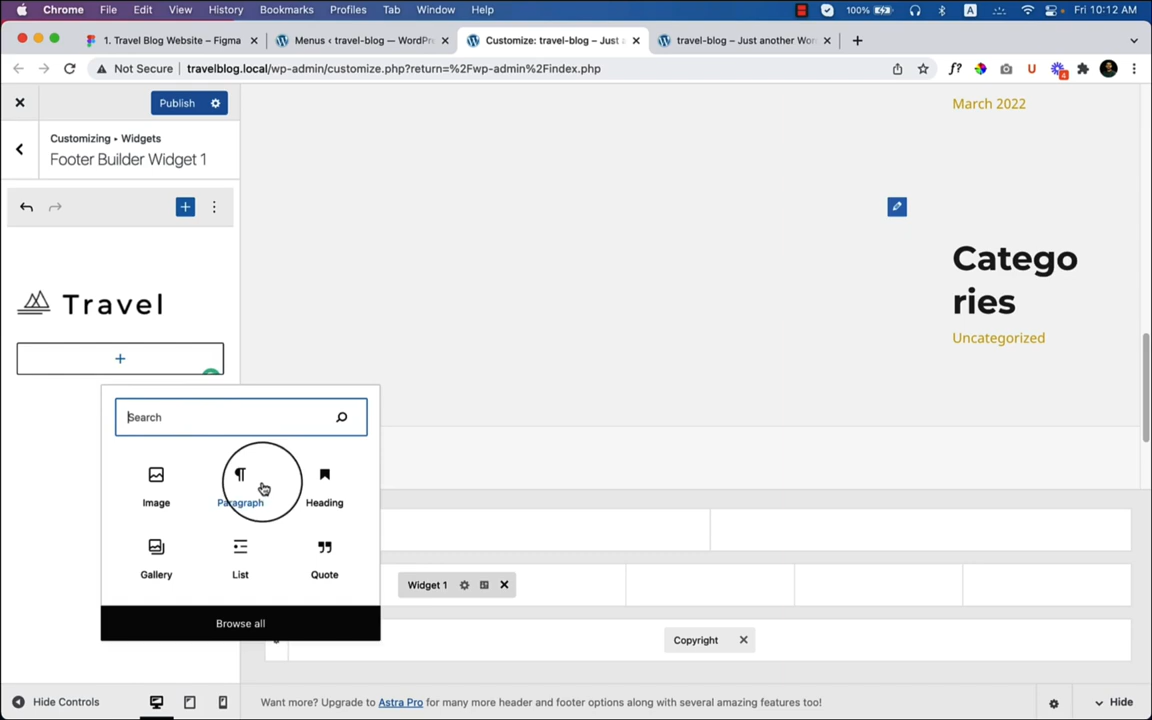 Chrome File Edit View History Bookmarks Profiles Tab Window Help 100% A Fri 10:12 AM
1. Travel Blog Website – Figma
Menus ‹ travel-blog — WordPr
Customize: travel-blog – Just a
travel-blog – Just another Wor
Not Secure travelblog.local/wp-admin/customize.php?return=%2Fwp-admin%2Findex.php
f? U 4
Publish
Customizing • Widgets
Footer Builder Widget 1
March 2022
Travel
Catego
ries
Uncategorized
Search
Image Paragraph Heading
Gallery List Quote
Browse all
Widget 1
Copyright
Hide Controls
Want more? Upgrade to Astra Pro for many more header and footer options along with several amazing features too!
Hide